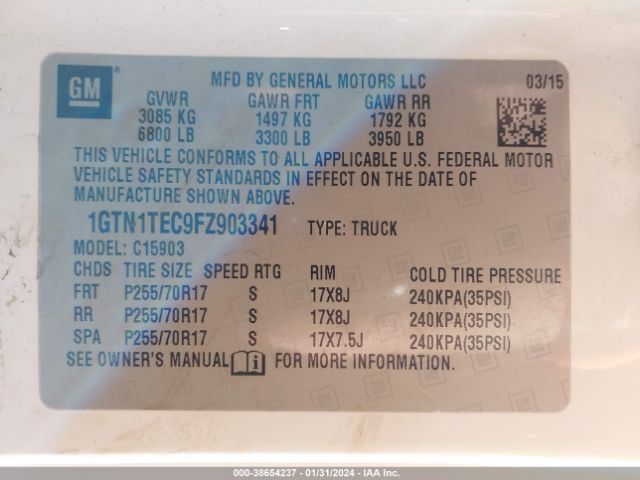 GM
®
MFD BY GENERAL MOTORS LLC 03/15
GVWR GAWR FRT GAWR RR
3085 KG 1497 KG 1792 KG
6800 LB 3300 LB 3950 LB
THIS VEHICLE CONFORMS TO ALL APPLICABLE U.S. FEDERAL MOTOR
VEHICLE SAFETY STANDARDS IN EFFECT ON THE DATE OF
MANUFACTURE SHOWN ABOVE.
1GTN1TEC9FZ903341 TYPE: TRUCK
MODEL: C15903
CHDS TIRE SIZE SPEED RTG RIM COLD TIRE PRESSURE
FRT P255/70R17 S 17X8J 240KPA(35PSI)
RR P255/70R17 S 17X8J 240KPA(35PSI)
SPA P255/70R17 S 17X7.5J 240KPA(35PSI)
SEE OWNER'S MANUAL FOR MORE INFORMATION.
000-38654237 - 01/31/2024 - IAA Inc.